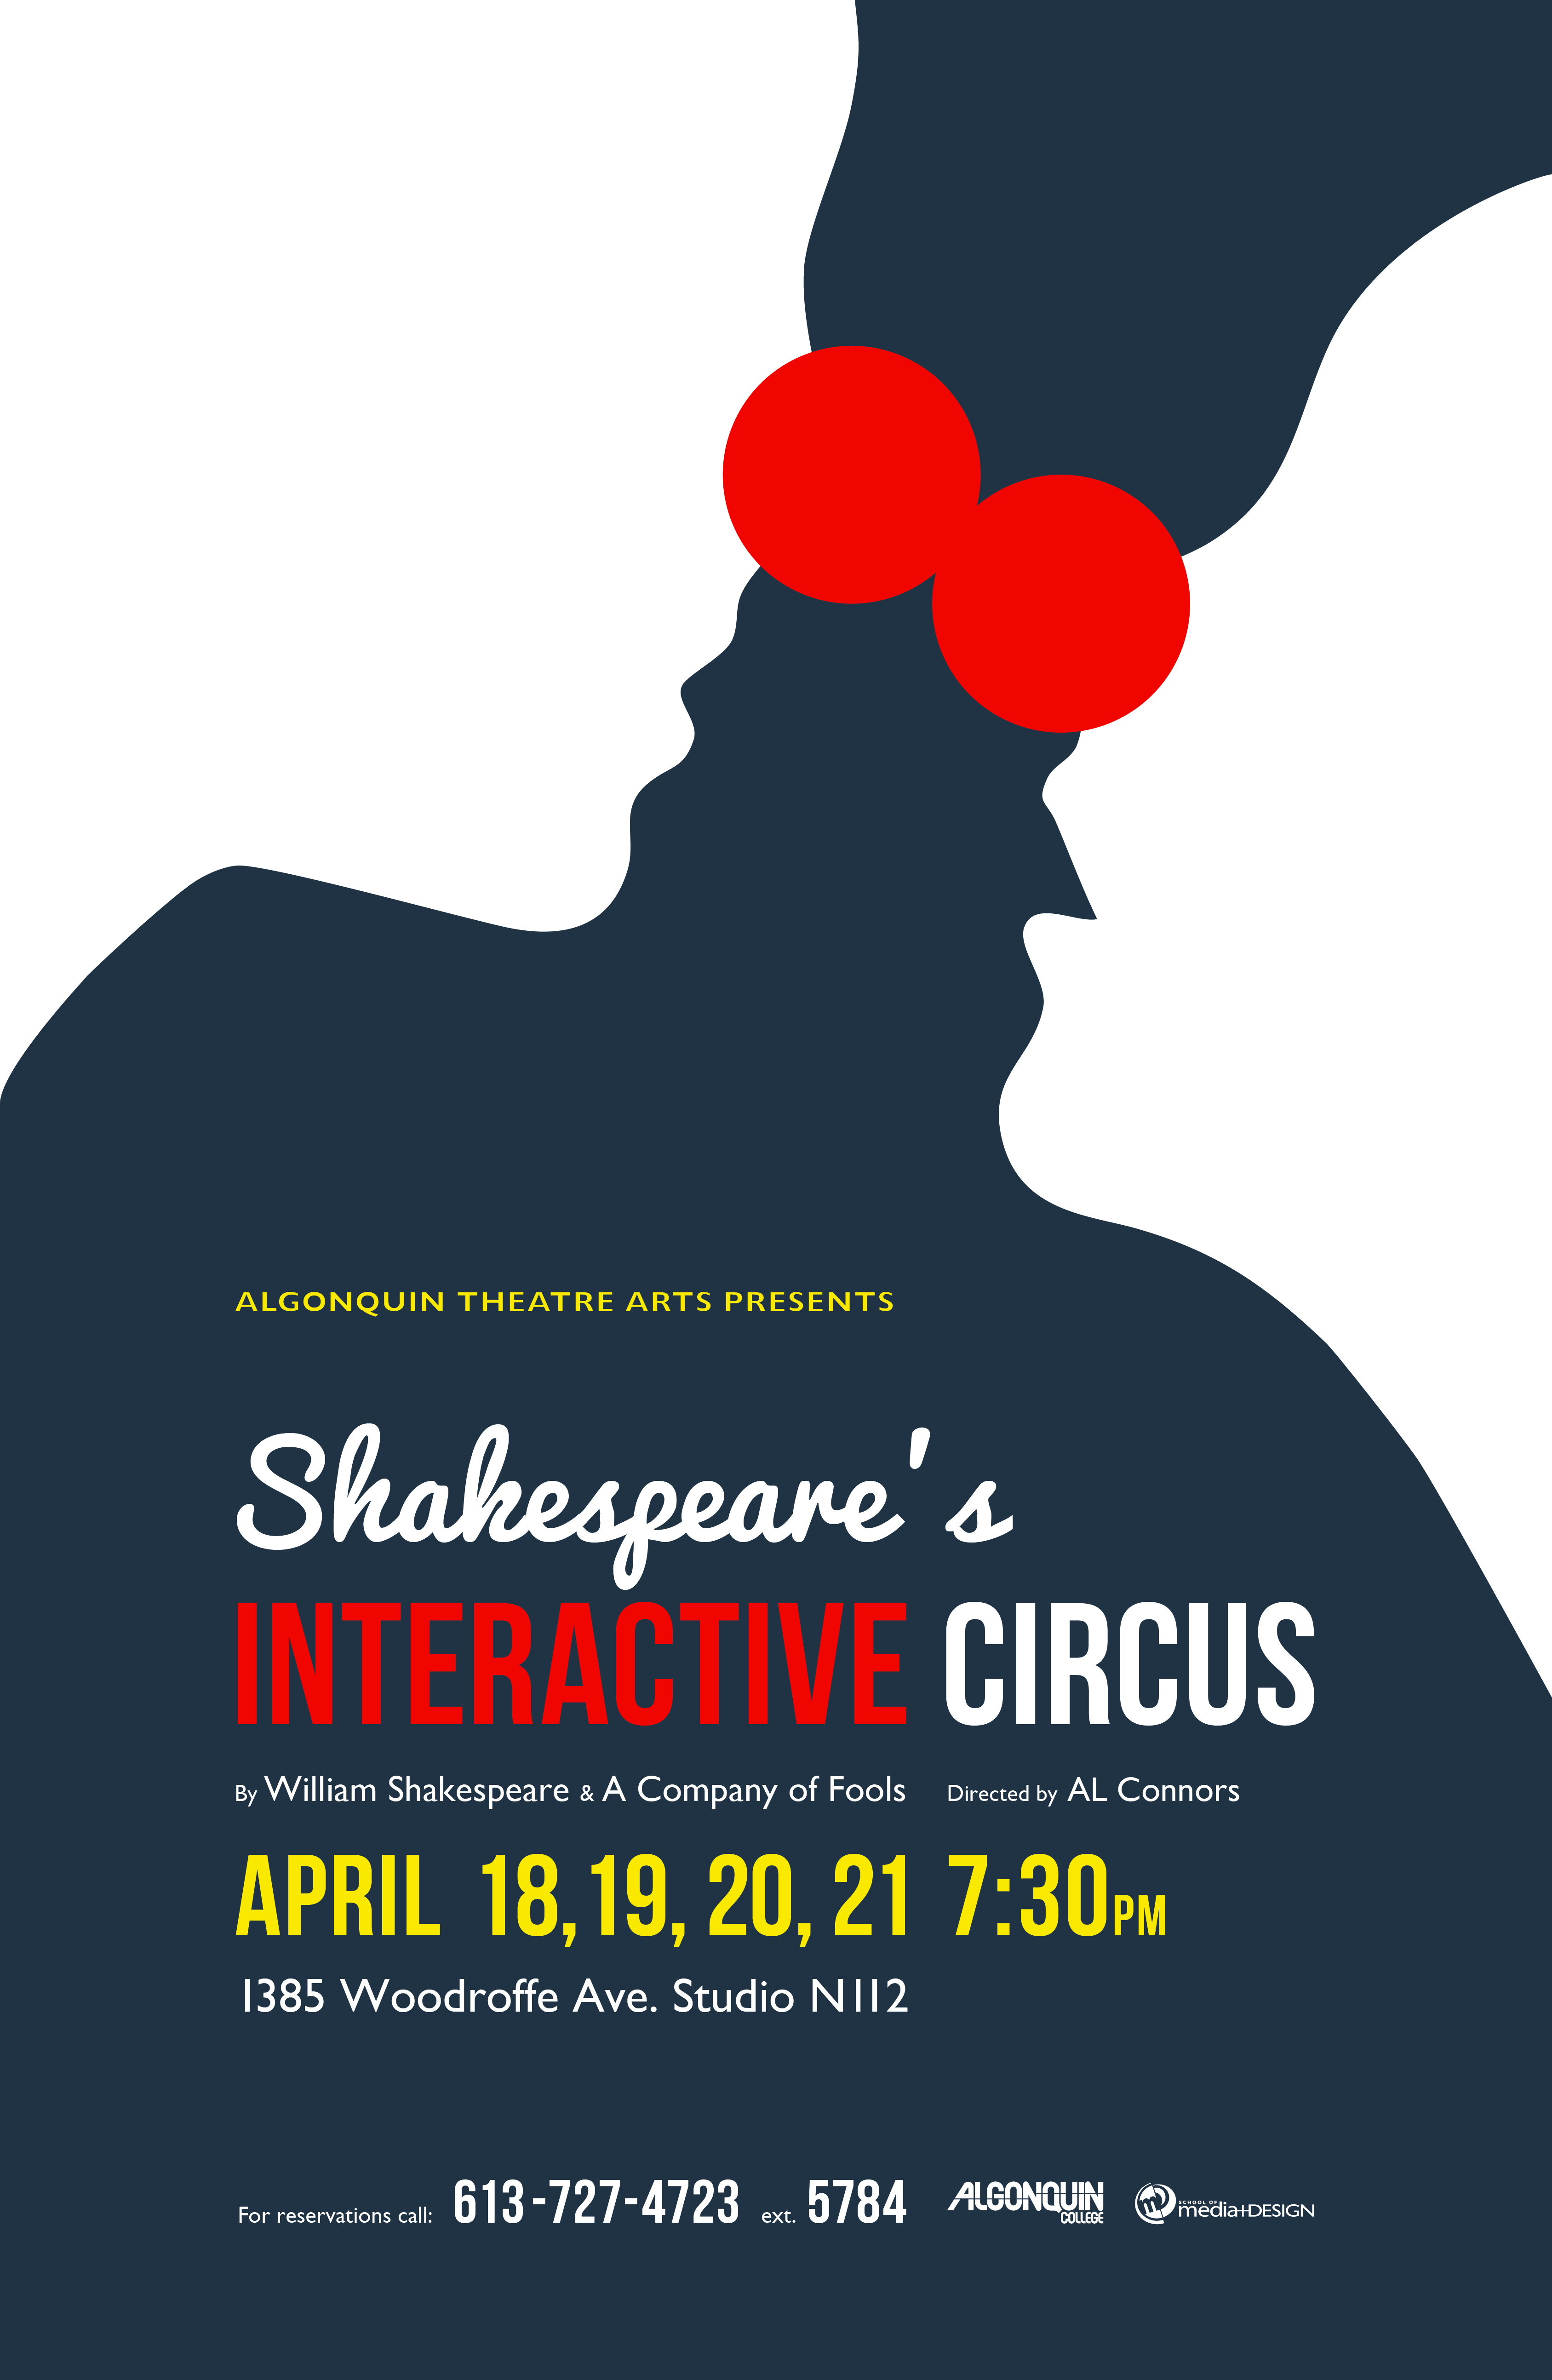 ALGONQUIN THEATRE ARTS PRESENTS
Shakespeare's
INTERACTIVE CIRCUS
By William Shakespeare & A Company of Fools Directed by AL Connors
APRIL 18, 19, 20, 21 7:30PM
1385 Woodroffe Ave. Studio N112
For reservations call: 613-727-4723 ext. 5784
ALGONQUIN COLLEGE
SCHOOL OF media+DESIGN